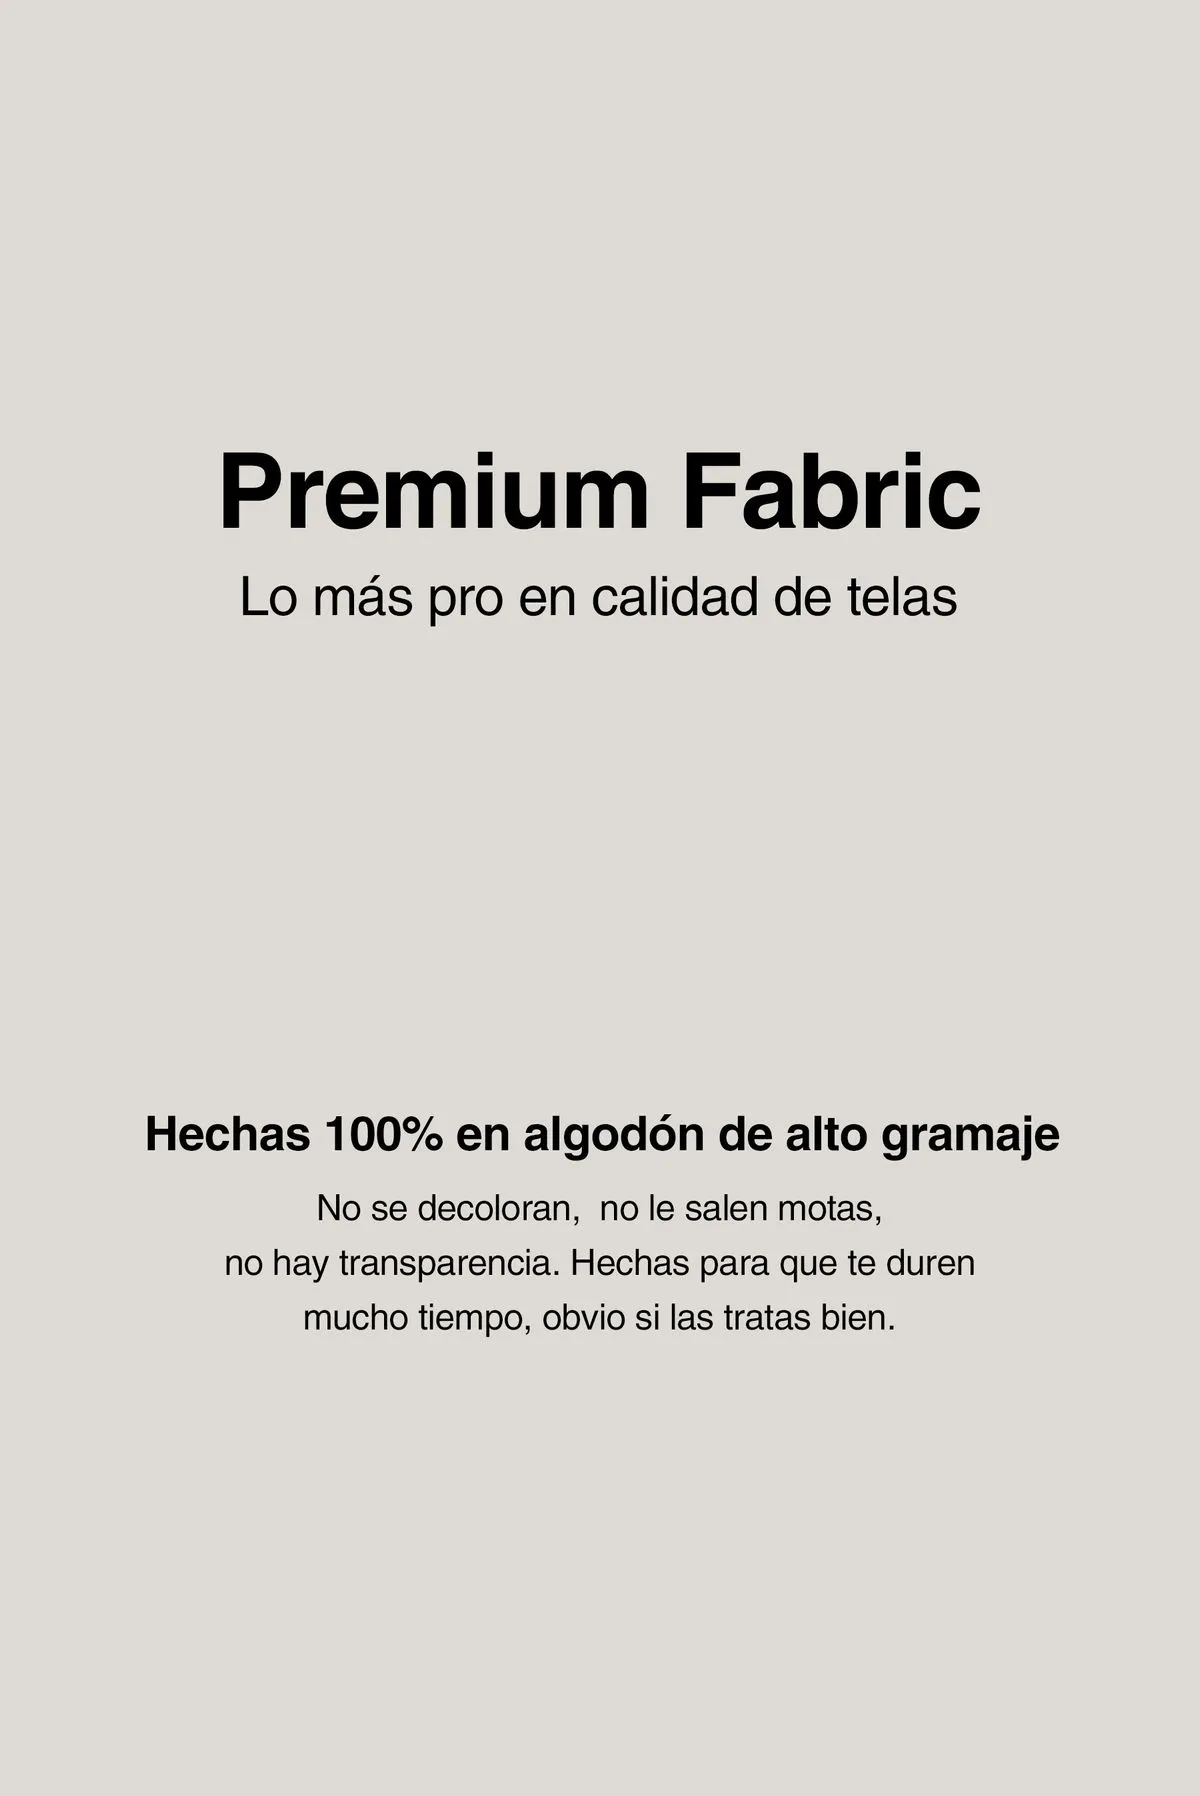 Premium Fabric
Lo más pro en calidad de telas
Hechas 100% en algodón de alto gramaje
No se decoloran,  no le salen motas,
no hay transparencia. Hechas para que te duren
mucho tiempo, obvio si las tratas bien.